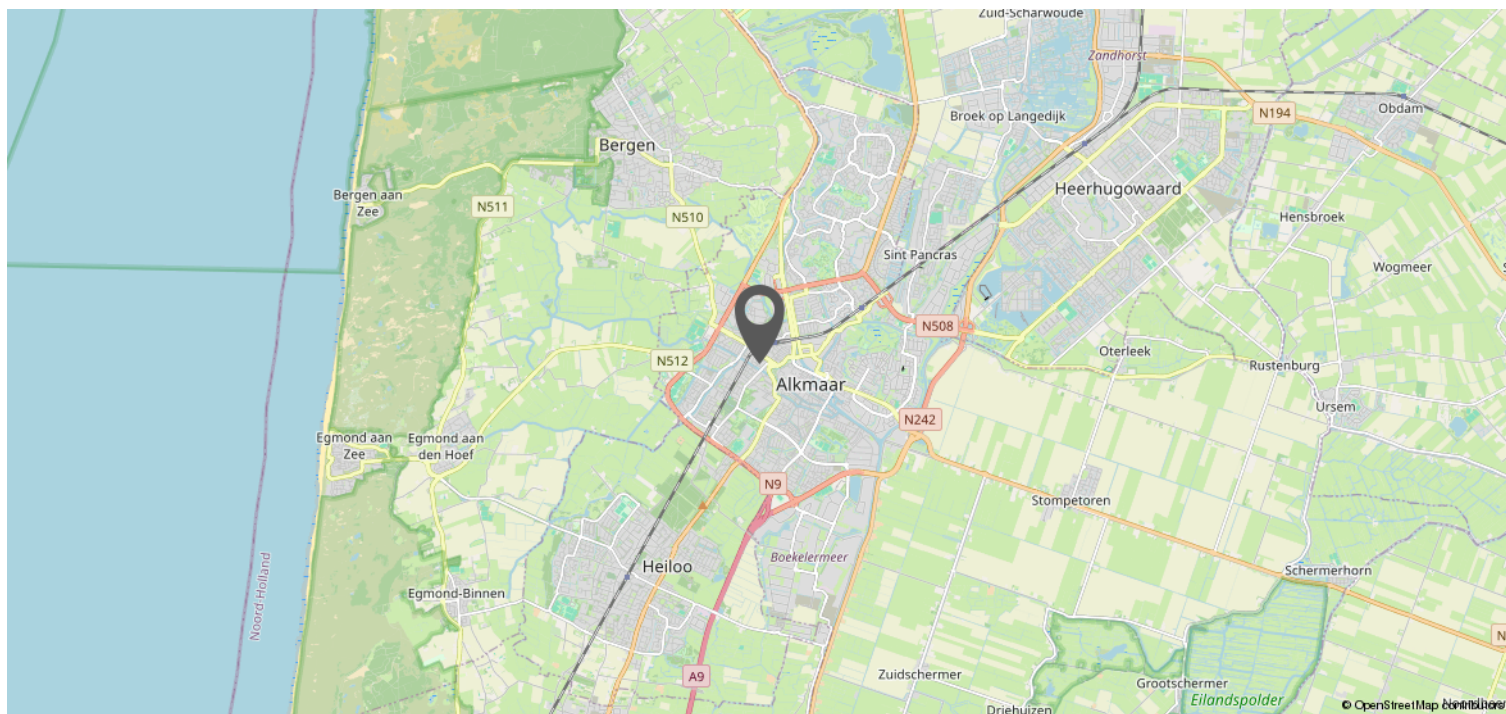 Zuid-Scharwoude
Zandhorst
Obdam
N194
Broek op Langedijk
Bergen
Heerhugowaard
Bergen aan
Zee
N511
N510
Hensbroek
Sint Pancras
Wogmeer
N508
Oterleek
N512
Rustenburg
Alkmaar
Ursem
N242
Egmond aan
Zee
Egmond aan
den Hoef
N9
Stompetoren
Boekelermeer
Heiloo
Schermerhorn
Noord-Holland
Egmond-Binnen
A9
Zuidschermer
Grootschermer
Eilandspolder
Driehuizen
© OpenStreetMap contributors